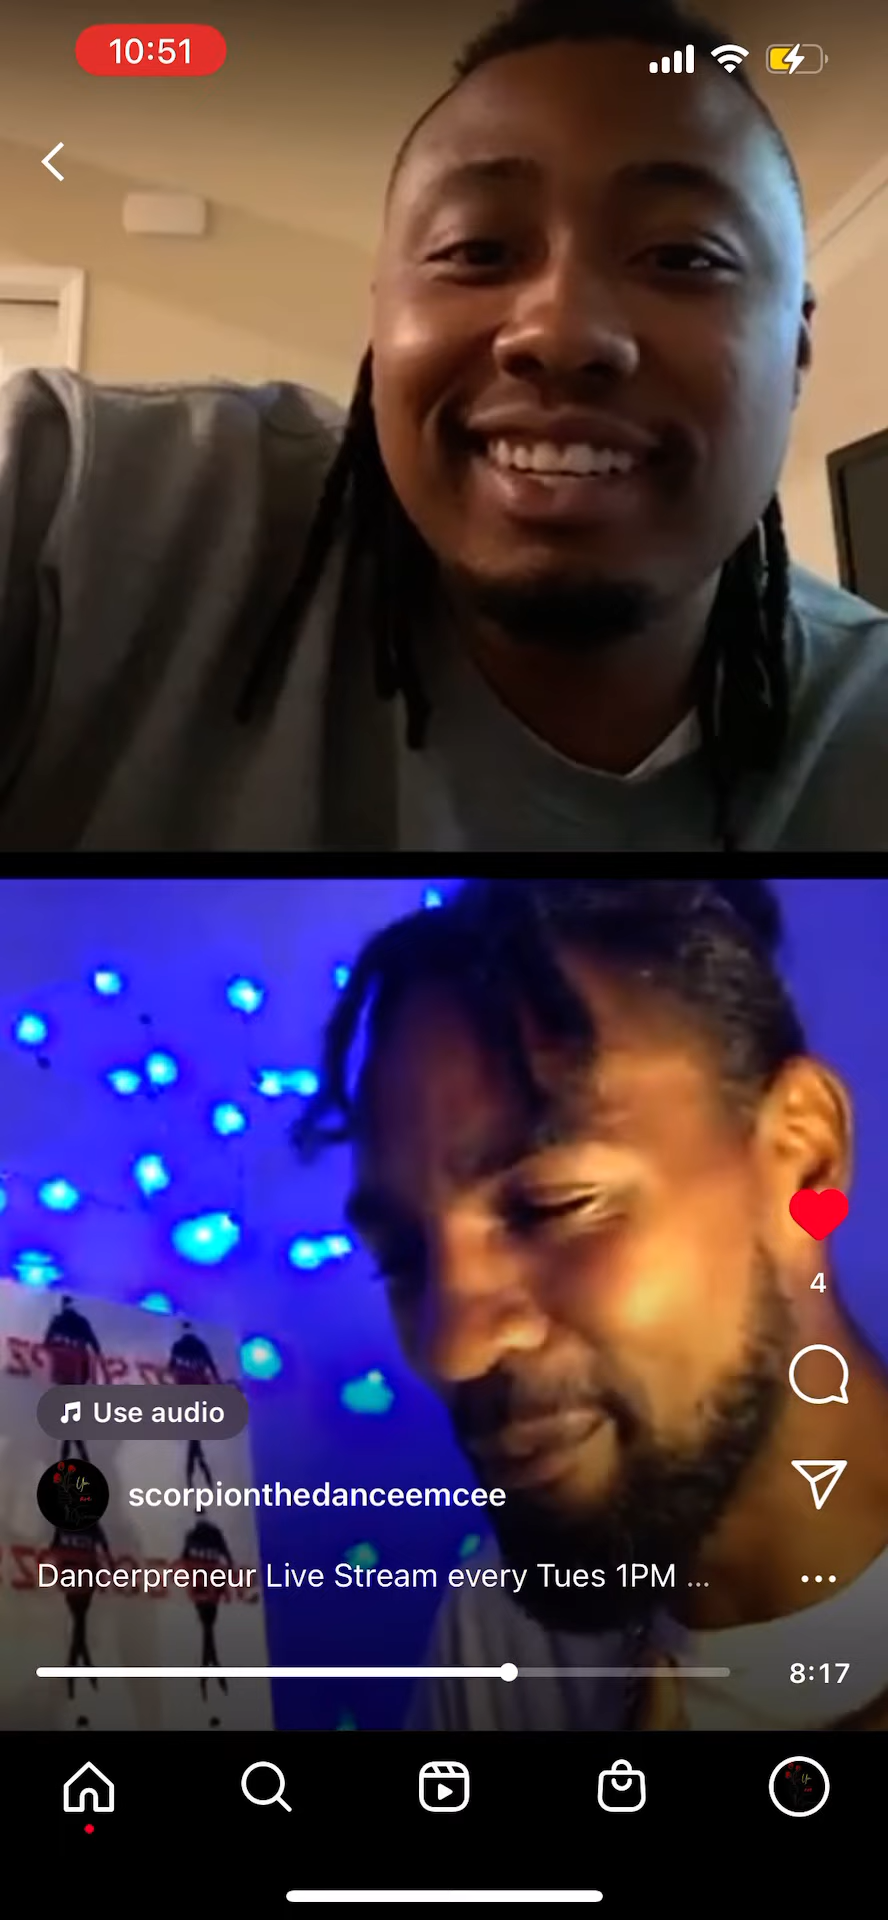 10:51
4
Use audio
scorpionthedanceemcee
Dancerpreneur Live Stream every Tues 1PM ...
8:17